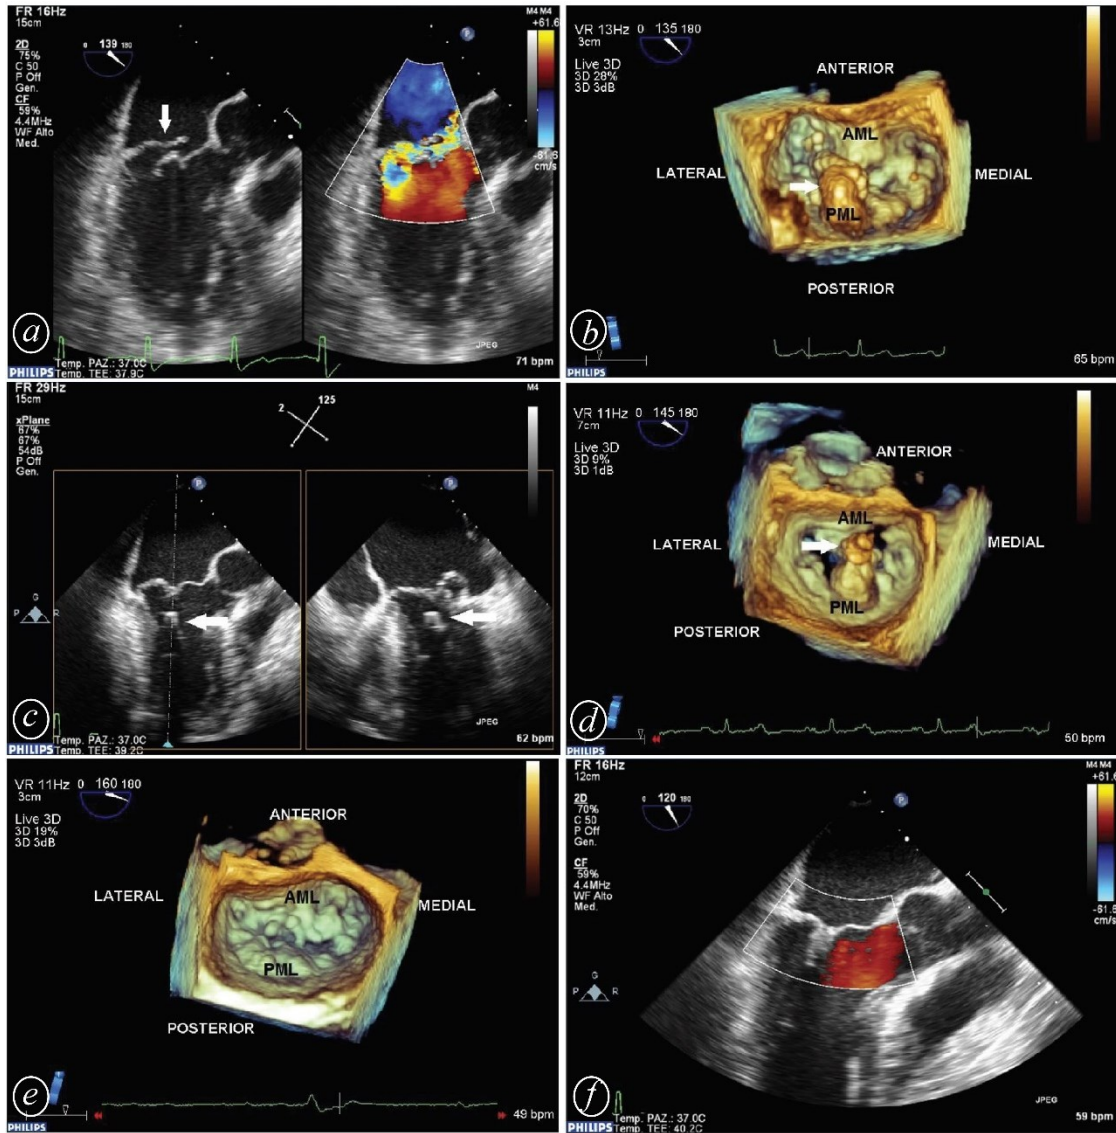 FR 16Hz
15cm
2D
75%
C 50
P Off
Gen.
CF
59%
4.4MHz
WF Alto
Med.
0 139 180
P
M4 M4
+61.6
-61.6
cm/s
a
Temp. PAZ.: 37.0C
Temp. TEE: 37.9C
JPEG
71 bpm
PHILIPS
VR 13Hz
3cm
0 135 180
Live 3D
3D 28%
3D 3dB
ANTERIOR
AML
LATERAL
MEDIAL
PML
POSTERIOR
b
65 bpm
PHILIPS
FR 29Hz
15cm
xPlane
67%
67%
54dB
P Off
Gen.
2 125
M4
P
P
G
P R
c
Temp. PAZ.: 37.0C
Temp. TEE: 39.2C
JPEG
62 bpm
PHILIPS
VR 11Hz
7cm
0 145 180
Live 3D
3D 9%
3D 1dB
ANTERIOR
AML
LATERAL
MEDIAL
PML
POSTERIOR
d
50 bpm
PHILIPS
VR 11Hz
3cm
0 160 180
Live 3D
3D 19%
3D 3dB
ANTERIOR
LATERAL
AML
MEDIAL
PML
POSTERIOR
e
49 bpm
PHILIPS
FR 16Hz
12cm
2D
70%
C 50
P Off
Gen.
CF
59%
4.4MHz
WF Alto
Med.
0 120 180
P
M4 M4
+61.6
-61.6
cm/s
G
P R
f
Temp. PAZ.: 37.0C
Temp. TEE: 40.2C
JPEG
59 bpm
PHILIPS